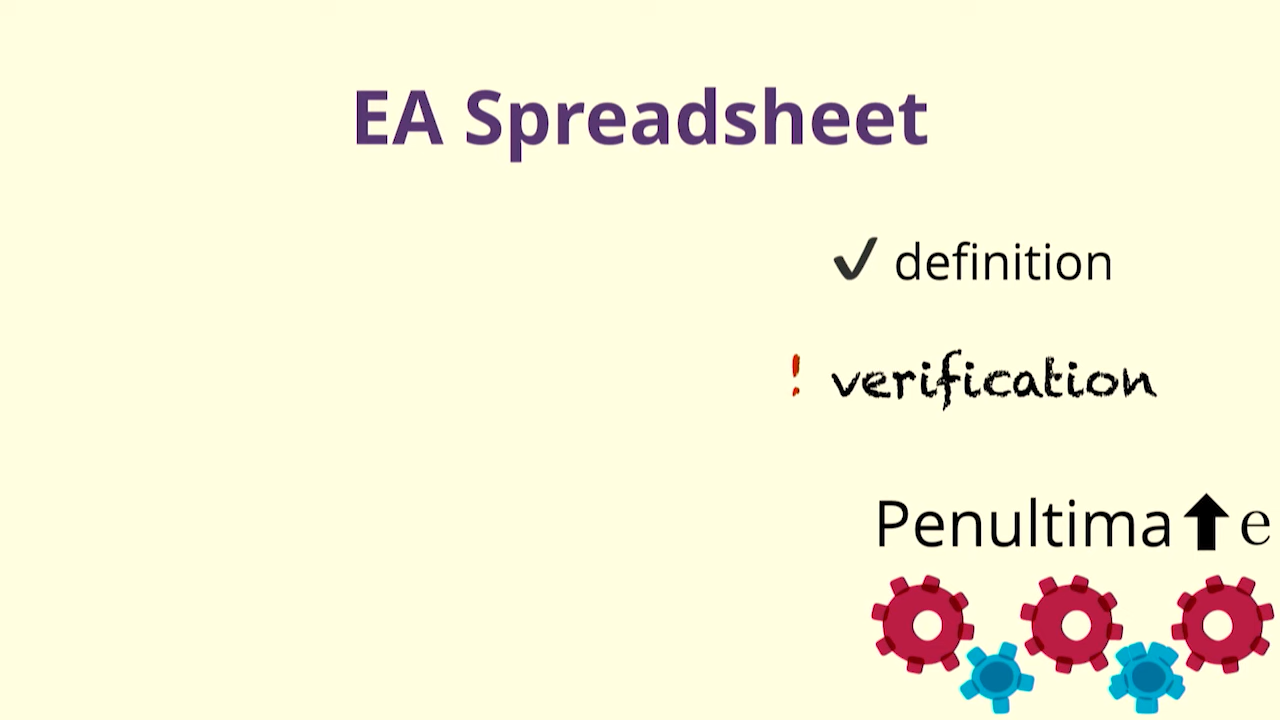 EA Spreadsheet
✔ definition
! verification
Penultima⬆e